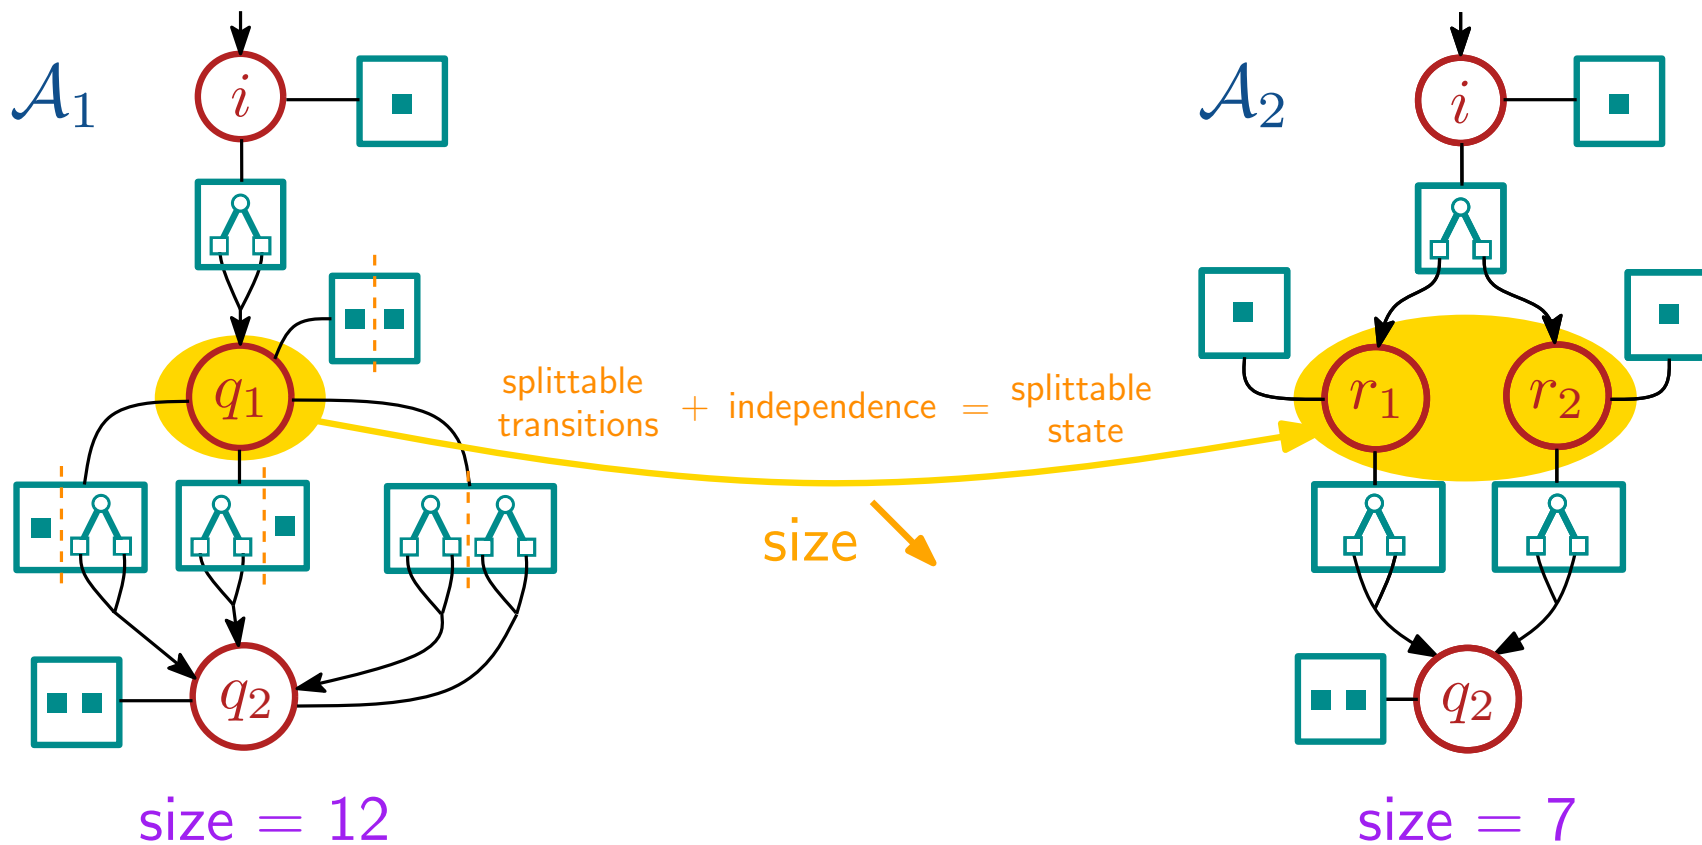 𝒜₁
i
q₁
q₂
size = 12
splittable transitions + independence = splittable state
size
𝒜₂
i
r₁ r₂
q₂
size = 7